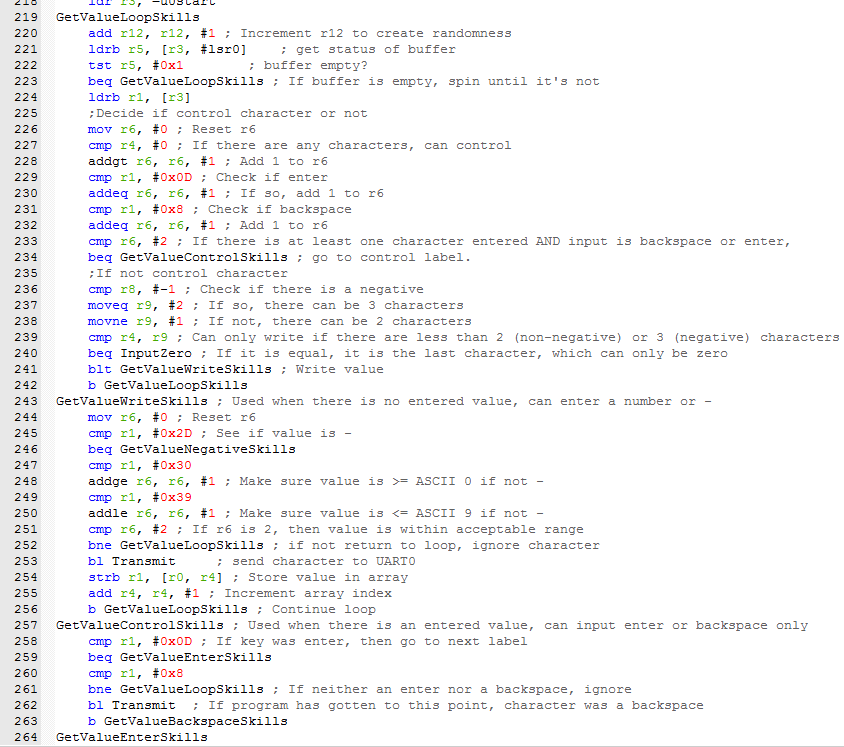 218 ldr r3, =u0start
219 GetValueLoopSkills
220 add r12, r12, #1 ; Increment r12 to create randomness
221 ldrb r5, [r3, #lsr0] ; get status of buffer
222 tst r5, #0x1 ; buffer empty?
223 beq GetValueLoopSkills ; If buffer is empty, spin until it's not
224 ldrb r1, [r3]
225 ;Decide if control character or not
226 mov r6, #0 ; Reset r6
227 cmp r4, #0 ; If there are any characters, can control
228 addgt r6, r6, #1 ; Add 1 to r6
229 cmp r1, #0x0D ; Check if enter
230 addeq r6, r6, #1 ; If so, add 1 to r6
231 cmp r1, #0x8 ; Check if backspace
232 addeq r6, r6, #1 ; Add 1 to r6
233 cmp r6, #2 ; If there is at least one character entered AND input is backspace or enter,
234 beq GetValueControlSkills ; go to control label.
235 ;If not control character
236 cmp r8, #-1 ; Check if there is a negative
237 moveq r9, #2 ; If so, there can be 3 characters
238 movne r9, #1 ; If not, there can be 2 characters
239 cmp r4, r9 ; Can only write if there are less than 2 (non-negative) or 3 (negative) characters
240 beq InputZero ; If it is equal, it is the last character, which can only be zero
241 blt GetValueWriteSkills ; Write value
242 b GetValueLoopSkills
243 GetValueWriteSkills ; Used when there is no entered value, can enter a number or -
244 mov r6, #0 ; Reset r6
245 cmp r1, #0x2D ; See if value is -
246 beq GetValueNegativeSkills
247 cmp r1, #0x30
248 addge r6, r6, #1 ; Make sure value is >= ASCII 0 if not -
249 cmp r1, #0x39
250 addle r6, r6, #1 ; Make sure value is <= ASCII 9 if not -
251 cmp r6, #2 ; If r6 is 2, then value is within acceptable range
252 bne GetValueLoopSkills ; if not return to loop, ignore character
253 bl Transmit ; send character to UART0
254 strb r1, [r0, r4] ; Store value in array
255 add r4, r4, #1 ; Increment array index
256 b GetValueLoopSkills ; Continue loop
257 GetValueControlSkills ; Used when there is an entered value, can input enter or backspace only
258 cmp r1, #0x0D ; If key was enter, then go to next label
259 beq GetValueEnterSkills
260 cmp r1, #0x8
261 bne GetValueLoopSkills ; If neither an enter nor a backspace, ignore
262 bl Transmit ; If program has gotten to this point, character was a backspace
263 b GetValueBackspaceSkills
264 GetValueEnterSkills